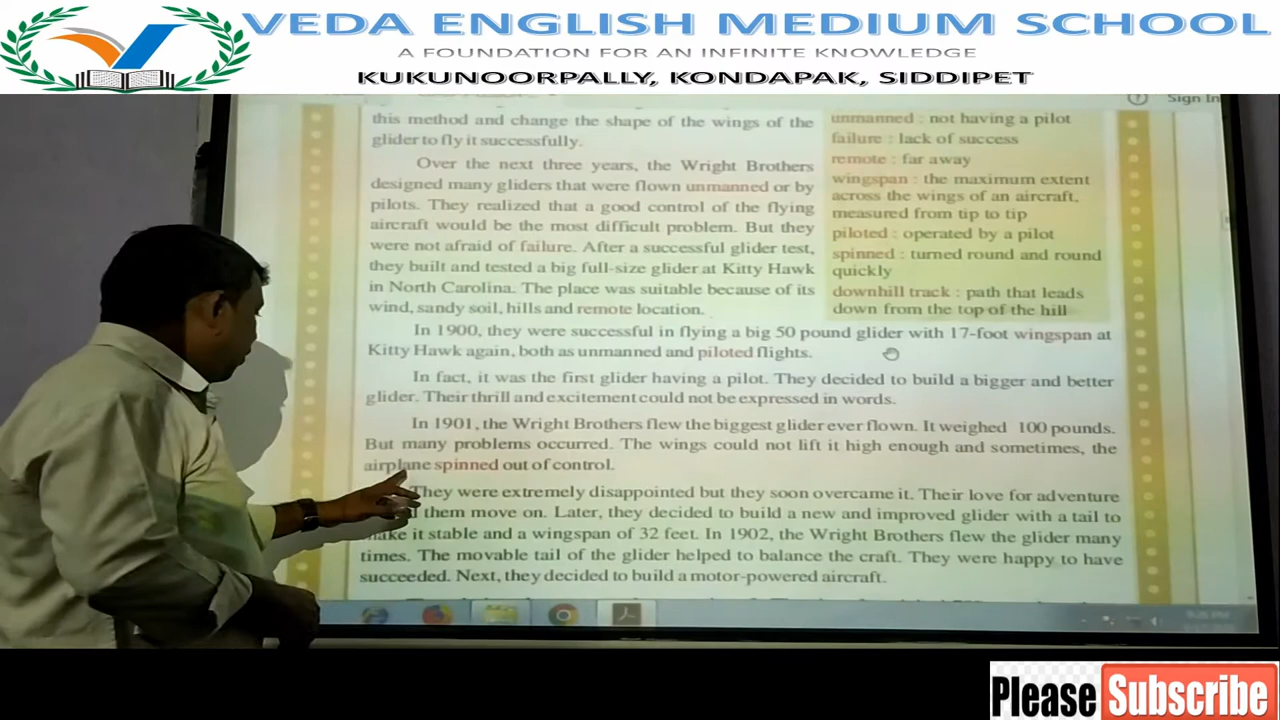 VEDA ENGLISH MEDIUM SCHOOL
A FOUNDATION FOR AN INFINITE KNOWLEDGE
KUKUNOORPALLY, KONDAPAK, SIDDIPET
Sign In
this method and change the shape of the wings of the
glider to fly it successfully.
Over the next three years, the Wright Brothers
designed many gliders that were flown unmanned or by
pilots. They realized that a good control of the flying
aircraft would be the most difficult problem. But they
were not afraid of failure. After a successful glider test,
they built and tested a big full-size glider at Kitty Hawk
in North Carolina. The place was suitable because of its
wind, sandy soil, hills and remote location.
unmanned : not having a pilot
failure : lack of success
remote : far away
wingspan : the maximum extent
across the wings of an aircraft,
measured from tip to tip
piloted : operated by a pilot
spinned : turned round and round
quickly
downhill track : path that leads
down from the top of the hill
In 1900, they were successful in flying a big 50 pound glider with 17-foot wingspan at
Kitty Hawk again, both as unmanned and piloted flights.
In fact, it was the first glider having a pilot. They decided to build a bigger and better
glider. Their thrill and excitement could not be expressed in words.
In 1901, the Wright Brothers flew the biggest glider ever flown. It weighed 100 pounds.
But many problems occurred. The wings could not lift it high enough and sometimes, the
airplane spinned out of control.
They were extremely disappointed but they soon overcame it. Their love for adventure
them move on. Later, they decided to build a new and improved glider with a tail to
make it stable and a wingspan of 32 feet. In 1902, the Wright Brothers flew the glider many
times. The movable tail of the glider helped to balance the craft. They were happy to have
succeeded. Next, they decided to build a motor-powered aircraft.
Please Subscribe